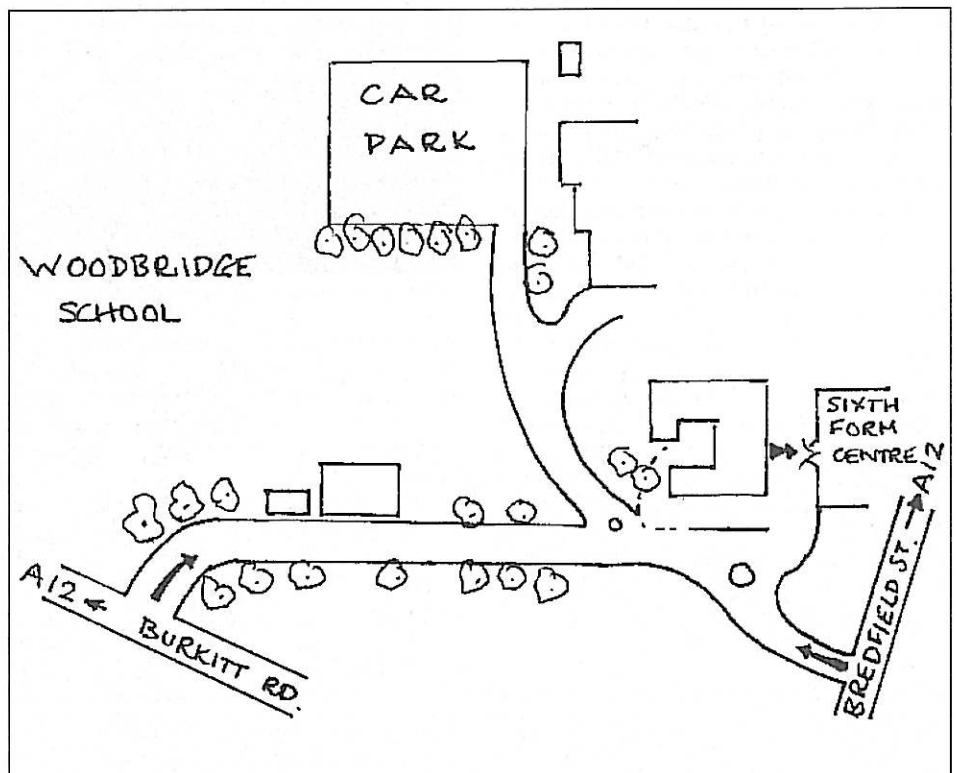 CAR
PARK
WOODBRIDGE
SCHOOL
SIXTH
FORM
CENTRE
A12
BREDFIELD ST.
A12
BURKITT RD.